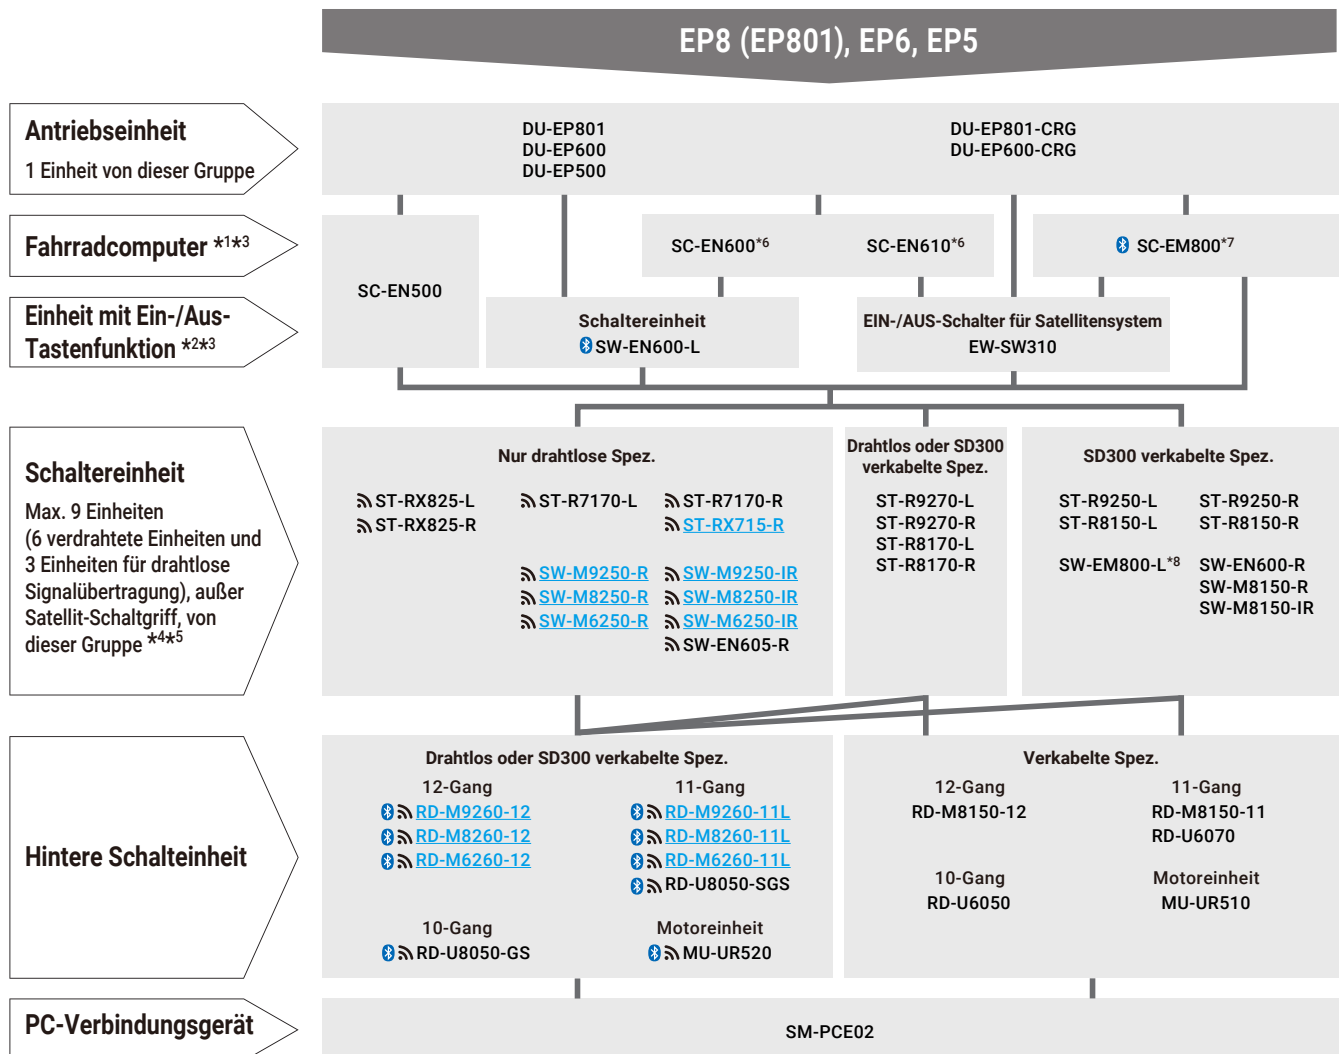 EP8 (EP801), EP6, EP5
Antriebseinheit
1 Einheit von dieser Gruppe
DU-EP801
DU-EP600
DU-EP500
DU-EP801-CRG
DU-EP600-CRG
Fahrradcomputer *1*3
SC-EN500
SC-EN600*6
SC-EN610*6
SC-EM800*7
Einheit mit Ein-/Aus-
Tastenfunktion *2*3
Schaltereinheit
SW-EN600-L
EIN-/AUS-Schalter für Satellitensystem
EW-SW310
Schaltereinheit
Max. 9 Einheiten
(6 verdrahtete Einheiten und
3 Einheiten für drahtlose
Signalübertragung), außer
Satellit-Schaltgriff, von
dieser Gruppe *4*5
Nur drahtlose Spez.
ST-RX825-L
ST-RX825-R
ST-R7170-L
ST-R7170-R
ST-RX715-R
SW-M9250-R
SW-M8250-R
SW-M6250-R
SW-M9250-IR
SW-M8250-IR
SW-M6250-IR
SW-EN605-R
Drahtlos oder SD300
verkabelte Spez.
ST-R9270-L
ST-R9270-R
ST-R8170-L
ST-R8170-R
SD300 verkabelte Spez.
ST-R9250-L
ST-R8150-L
SW-EM800-L*8
ST-R9250-R
ST-R8150-R
SW-EN600-R
SW-M8150-R
SW-M8150-IR
Hintere Schalteinheit
Drahtlos oder SD300 verkabelte Spez.
12-Gang
RD-M9260-12
RD-M8260-12
RD-M6260-12
11-Gang
RD-M9260-11L
RD-M8260-11L
RD-M6260-11L
RD-U8050-SGS
10-Gang
RD-U8050-GS
Motoreinheit
MU-UR520
Verkabelte Spez.
12-Gang
RD-M8150-12
11-Gang
RD-M8150-11
RD-U6070
10-Gang
RD-U6050
Motoreinheit
MU-UR510
PC-Verbindungsgerät
SM-PCE02